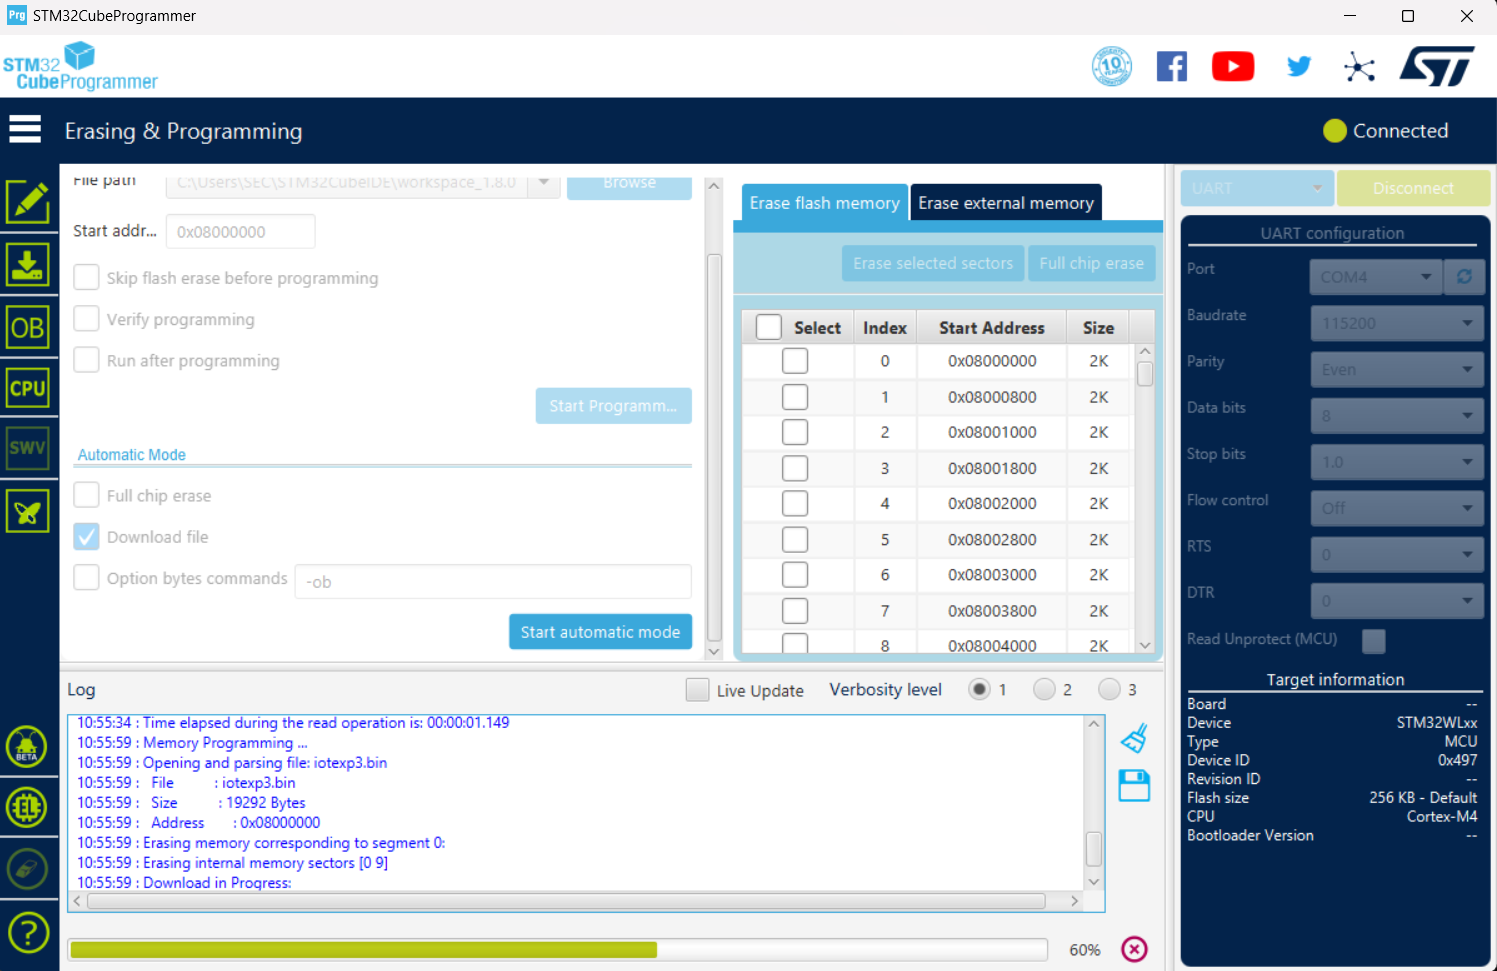 Prg STM32CubeProgrammer
STM32
CubeProgrammer
10 YEARS
ST
Erasing & Programming
Connected
File path
C:\Users\SEC\STM32CubeIDE\workspace_1.8.0
Browse
Start addr...
0x08000000
Skip flash erase before programming
Verify programming
Run after programming
Start Programm...
Automatic Mode
Full chip erase
Download file
Option bytes commands
-ob
Start automatic mode
OB
CPU
SWV
BETA
EL
?
Erase flash memory
Erase external memory
Erase selected sectors
Full chip erase
Select Index Start Address Size
0 0x08000000 2K
1 0x08000800 2K
2 0x08001000 2K
3 0x08001800 2K
4 0x08002000 2K
5 0x08002800 2K
6 0x08003000 2K
7 0x08003800 2K
8 0x08004000 2K
Log
Live Update
Verbosity level
1
2
3
10:55:34 : Time elapsed during the read operation is: 00:00:01.149
10:55:59 : Memory Programming ...
10:55:59 : Opening and parsing file: iotexp3.bin
10:55:59 : File : iotexp3.bin
10:55:59 : Size : 19292 Bytes
10:55:59 : Address : 0x08000000
10:55:59 : Erasing memory corresponding to segment 0:
10:55:59 : Erasing internal memory sectors [0 9]
10:55:59 : Download in Progress:
60%
UART
Disconnect
UART configuration
Port COM4
Baudrate 115200
Parity Even
Data bits 8
Stop bits 1.0
Flow control Off
RTS 0
DTR 0
Read Unprotect (MCU)
Target information
Board --
Device STM32WLxx
Type MCU
Device ID 0x497
Revision ID --
Flash size 256 KB - Default
CPU Cortex-M4
Bootloader Version --